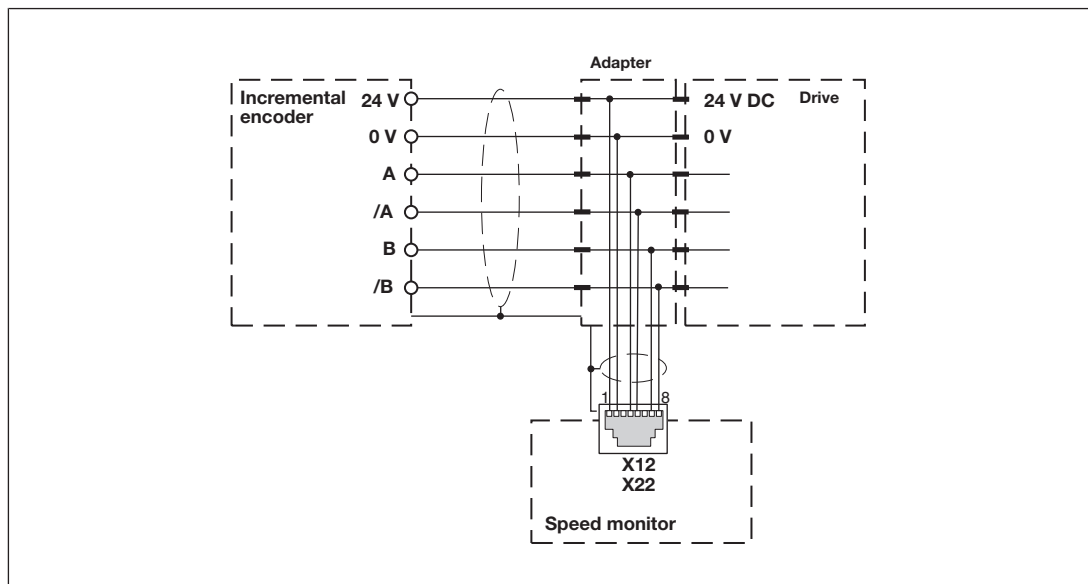 Adapter
Incremental
encoder
24 V
0 V
A
/A
B
/B
24 V DC
0 V
Drive
1
8
X12
X22
Speed monitor